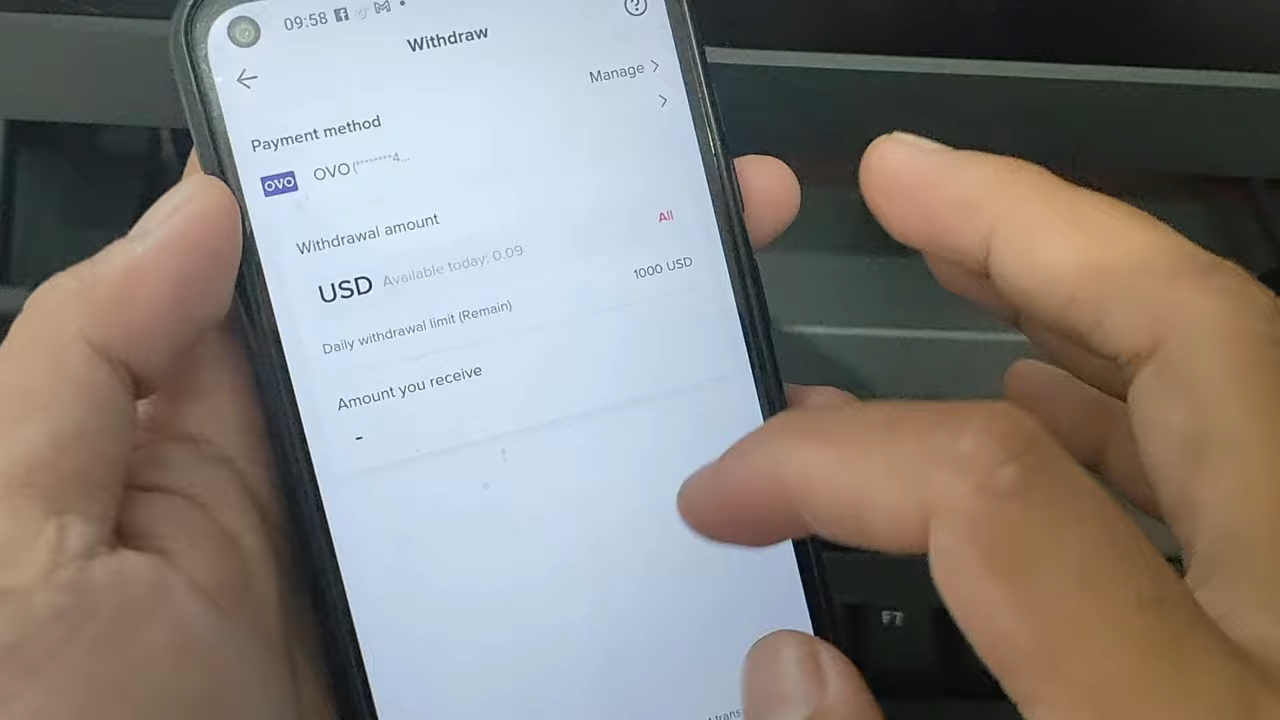 09:58
Withdraw
Manage >
Payment method
OVO OVO (********4...
Withdrawal amount
All
USD Available today: 0.09
1000 USD
Daily withdrawal limit (Remain)
Amount you receive
-
F7